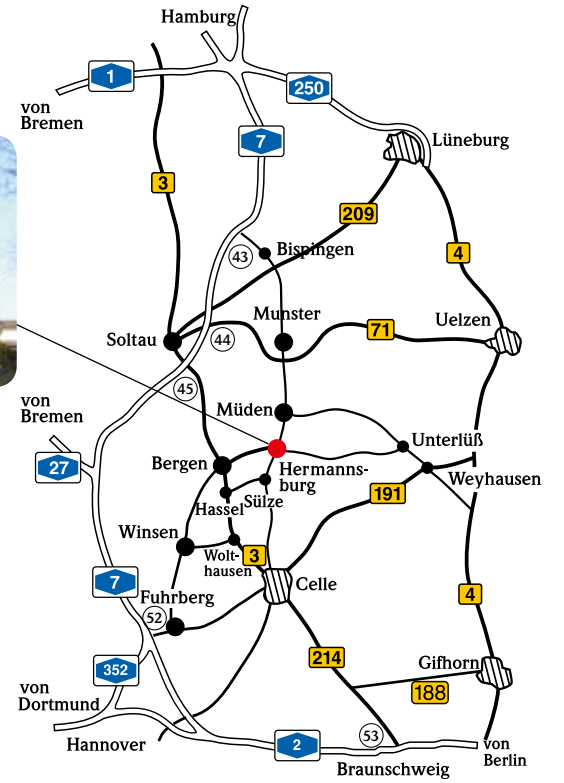 Hamburg
1
250
von
Bremen
7
Lüneburg
3
209
43
Bispingen
4
Munster
Uelzen
Soltau
44
71
45
von
Bremen
Müden
Unterlüß
27
Bergen
Hermanns-
burg
Weyhausen
Hassel
Sülze
191
Winsen
Wolt-
hausen
3
Celle
7
Fuhrberg
52
4
352
214
Gifhorn
188
von
Dortmund
Hannover
2
53
von
Berlin
Braunschweig